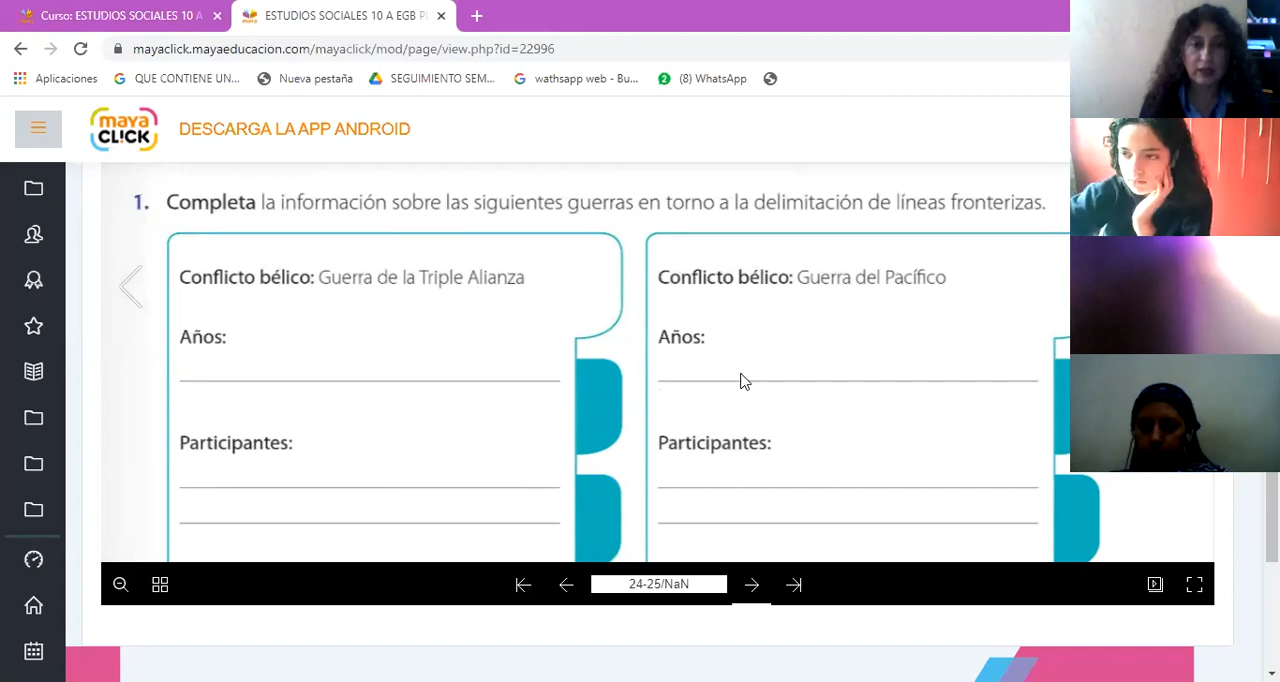 Curso: ESTUDIOS SOCIALES 10 A
ESTUDIOS SOCIALES 10 A EGB P
mayaclick.mayaeducacion.com/mayaclick/mod/page/view.php?id=22996
Aplicaciones
QUE CONTIENE UN...
Nueva pestaña
SEGUIMIENTO SEM...
wathsapp web - Bu...
2
(8) WhatsApp
maya
CLICK
DESCARGA LA APP ANDROID
1. Completa la información sobre las siguientes guerras en torno a la delimitación de líneas fronterizas.
Conflicto bélico: Guerra de la Triple Alianza
Años:
Participantes:
Conflicto bélico: Guerra del Pacífico
Años:
Participantes:
24-25/NaN